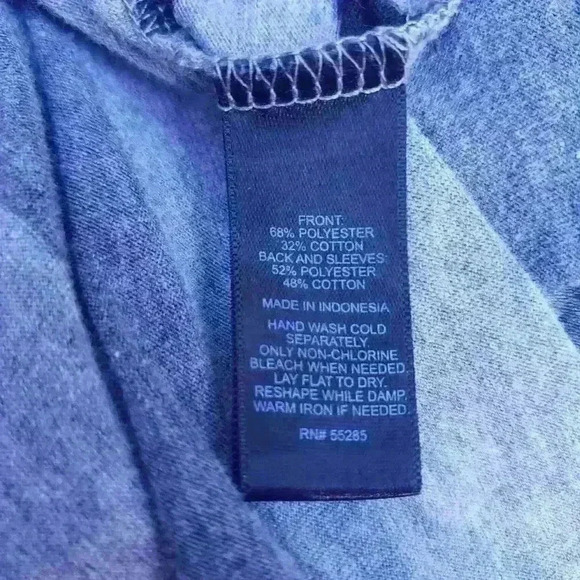 FRONT:
68% POLYESTER
32% COTTON
BACK AND SLEEVES:
52% POLYESTER
48% COTTON
MADE IN INDONESIA
HAND WASH COLD
SEPARATELY.
ONLY NON-CHLORINE
BLEACH WHEN NEEDED.
LAY FLAT TO DRY.
RESHAPE WHILE DAMP.
WARM IRON IF NEEDED.
RN# 55285